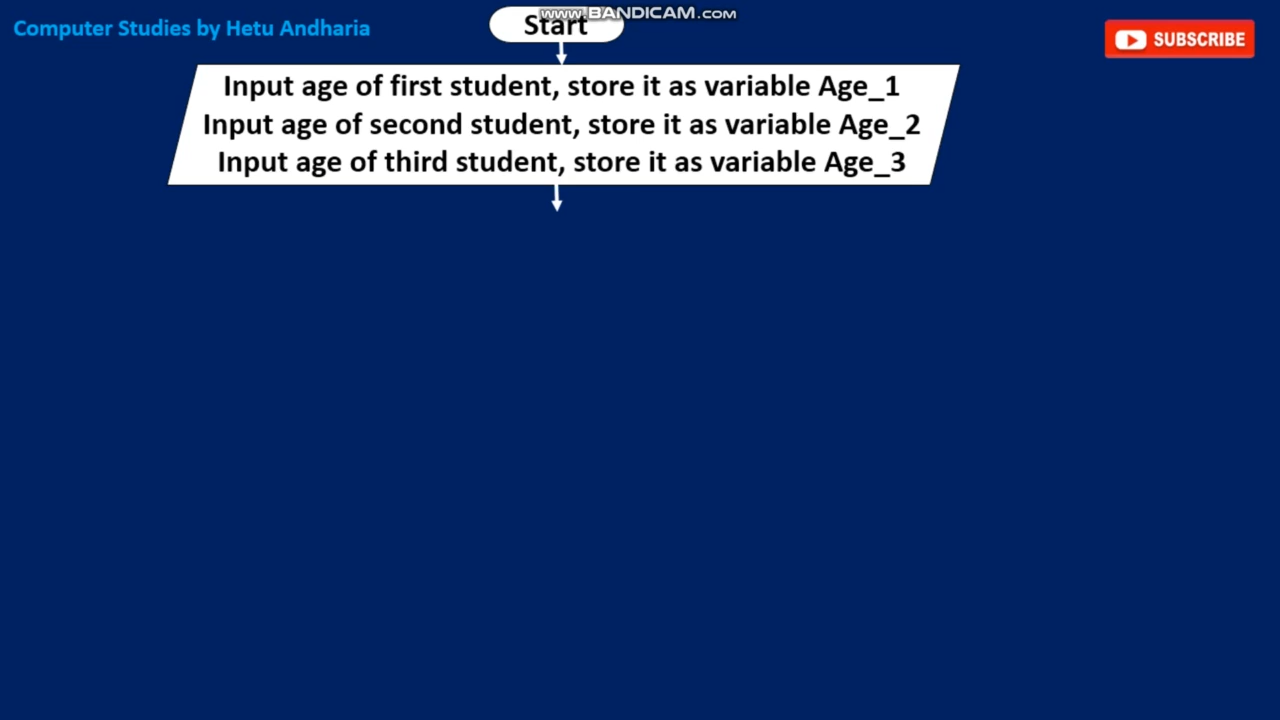 www.BANDICAM.com
Computer Studies by Hetu Andharia
Start
SUBSCRIBE
Input age of first student, store it as variable Age_1
Input age of second student, store it as variable Age_2
Input age of third student, store it as variable Age_3